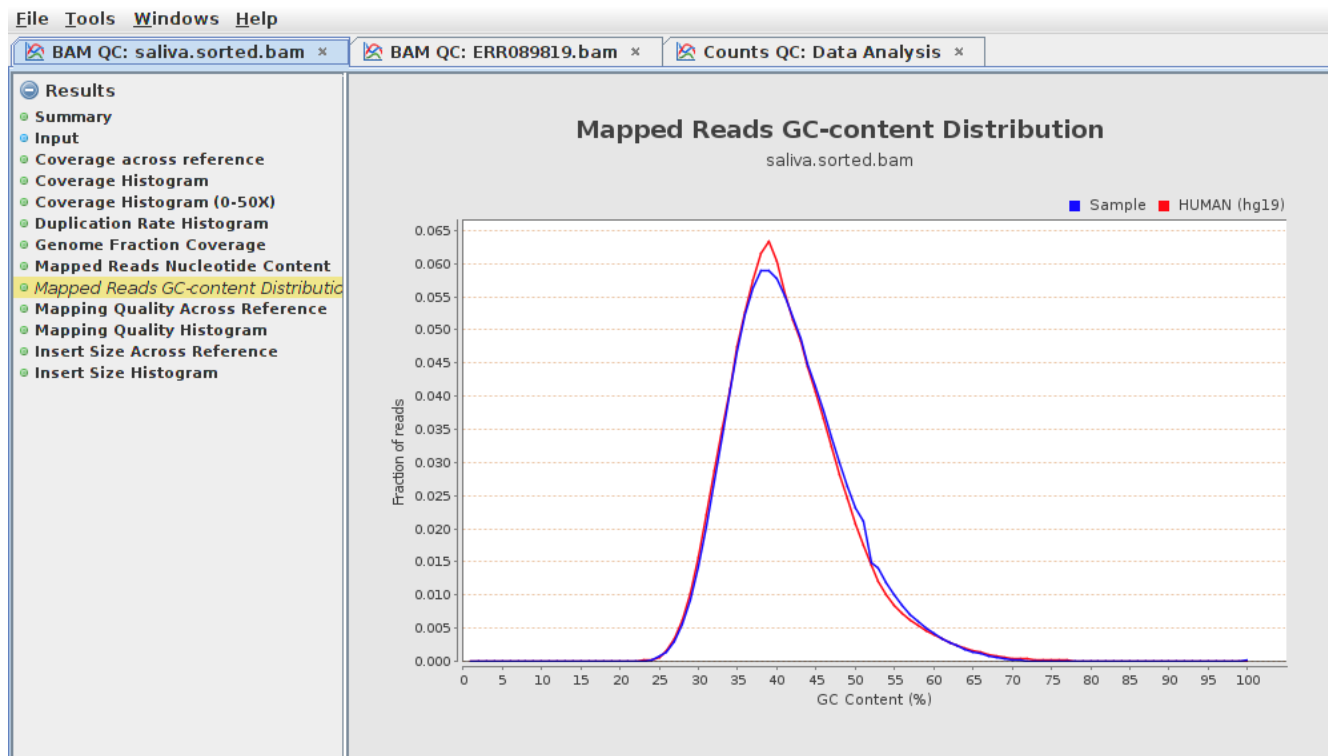 File Tools Windows Help
BAM QC: saliva.sorted.bam × BAM QC: ERR089819.bam × Counts QC: Data Analysis ×
Results
Summary
Input
Coverage across reference
Coverage Histogram
Coverage Histogram (0-50X)
Duplication Rate Histogram
Genome Fraction Coverage
Mapped Reads Nucleotide Content
Mapped Reads GC-content Distributio
Mapping Quality Across Reference
Mapping Quality Histogram
Insert Size Across Reference
Insert Size Histogram
Mapped Reads GC-content Distribution
saliva.sorted.bam
Sample HUMAN (hg19)
Fraction of reads
0.065
0.060
0.055
0.050
0.045
0.040
0.035
0.030
0.025
0.020
0.015
0.010
0.005
0.000
0 5 10 15 20 25 30 35 40 45 50 55 60 65 70 75 80 85 90 95 100
GC Content (%)